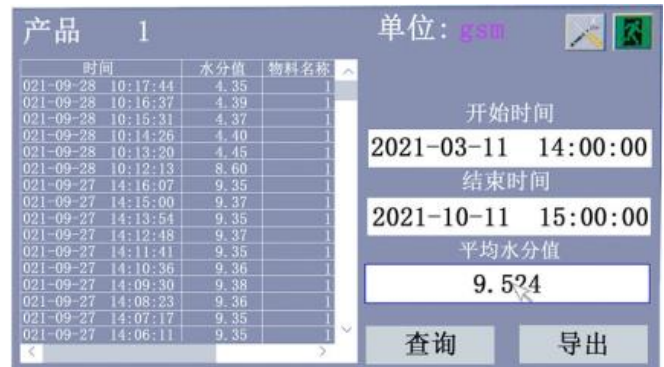 产品 1 单位: gsm
时间 水分值 物料名称
021-09-28 10:17:44 4.35 1
021-09-28 10:16:37 4.39 1
021-09-28 10:15:31 4.37 1
021-09-28 10:14:26 4.40 1
021-09-28 10:13:20 4.45 1
021-09-28 10:12:13 8.60 1
021-09-27 14:16:07 9.35 1
021-09-27 14:15:00 9.37 1
021-09-27 14:13:54 9.35 1
021-09-27 14:12:48 9.37 1
021-09-27 14:11:41 9.35 1
021-09-27 14:10:36 9.36 1
021-09-27 14:09:30 9.38 1
021-09-27 14:08:23 9.36 1
021-09-27 14:07:17 9.35 1
021-09-27 14:06:11 9.35 1
开始时间
2021-03-11 14:00:00
结束时间
2021-10-11 15:00:00
平均水分值
9.524
查询 导出